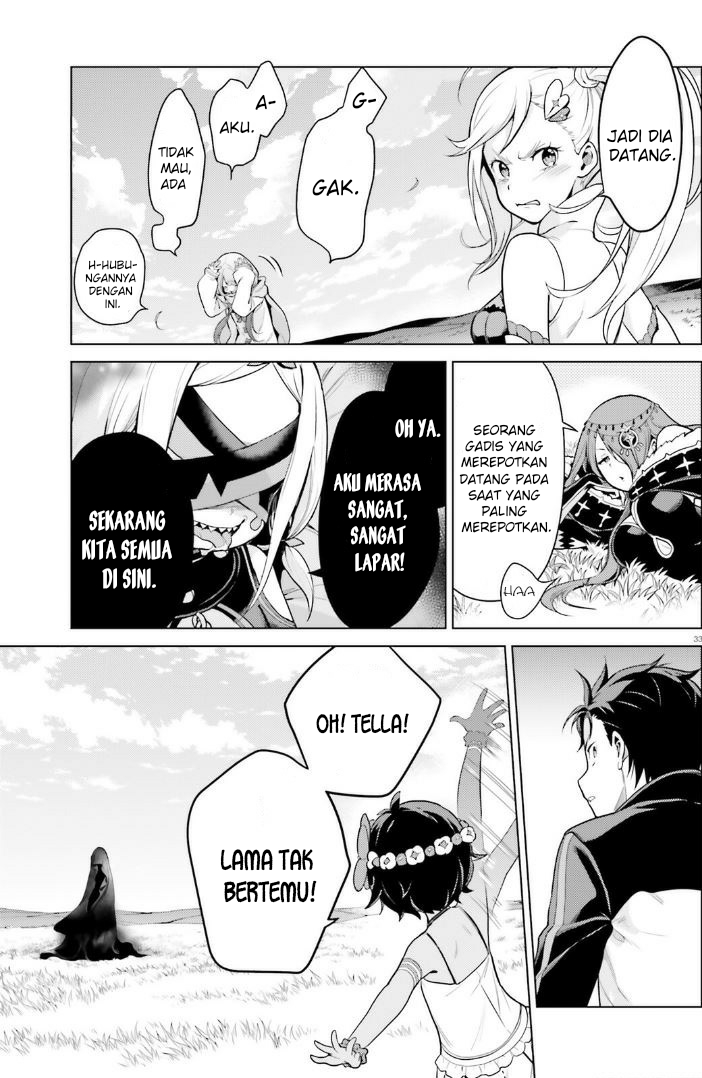 JADI DIA
DATANG.
G-
GAK.
A-
AKU.
TIDAK
MAU,
ADA
H-HUBU-
NGANNYA
DENGAN
INI.
SEORANG
GADIS YANG
MEREPOTKAN
DATANG PADA
SAAT YANG
PALING
MEREPOTKAN.
HAA
OH YA.
AKU MERASA
SANGAT,
SANGAT
LAPAR!
SEKARANG
KITA SEMUA
DI SINI.
33
OH! TELLA!
LAMA TAK
BERTEMU!